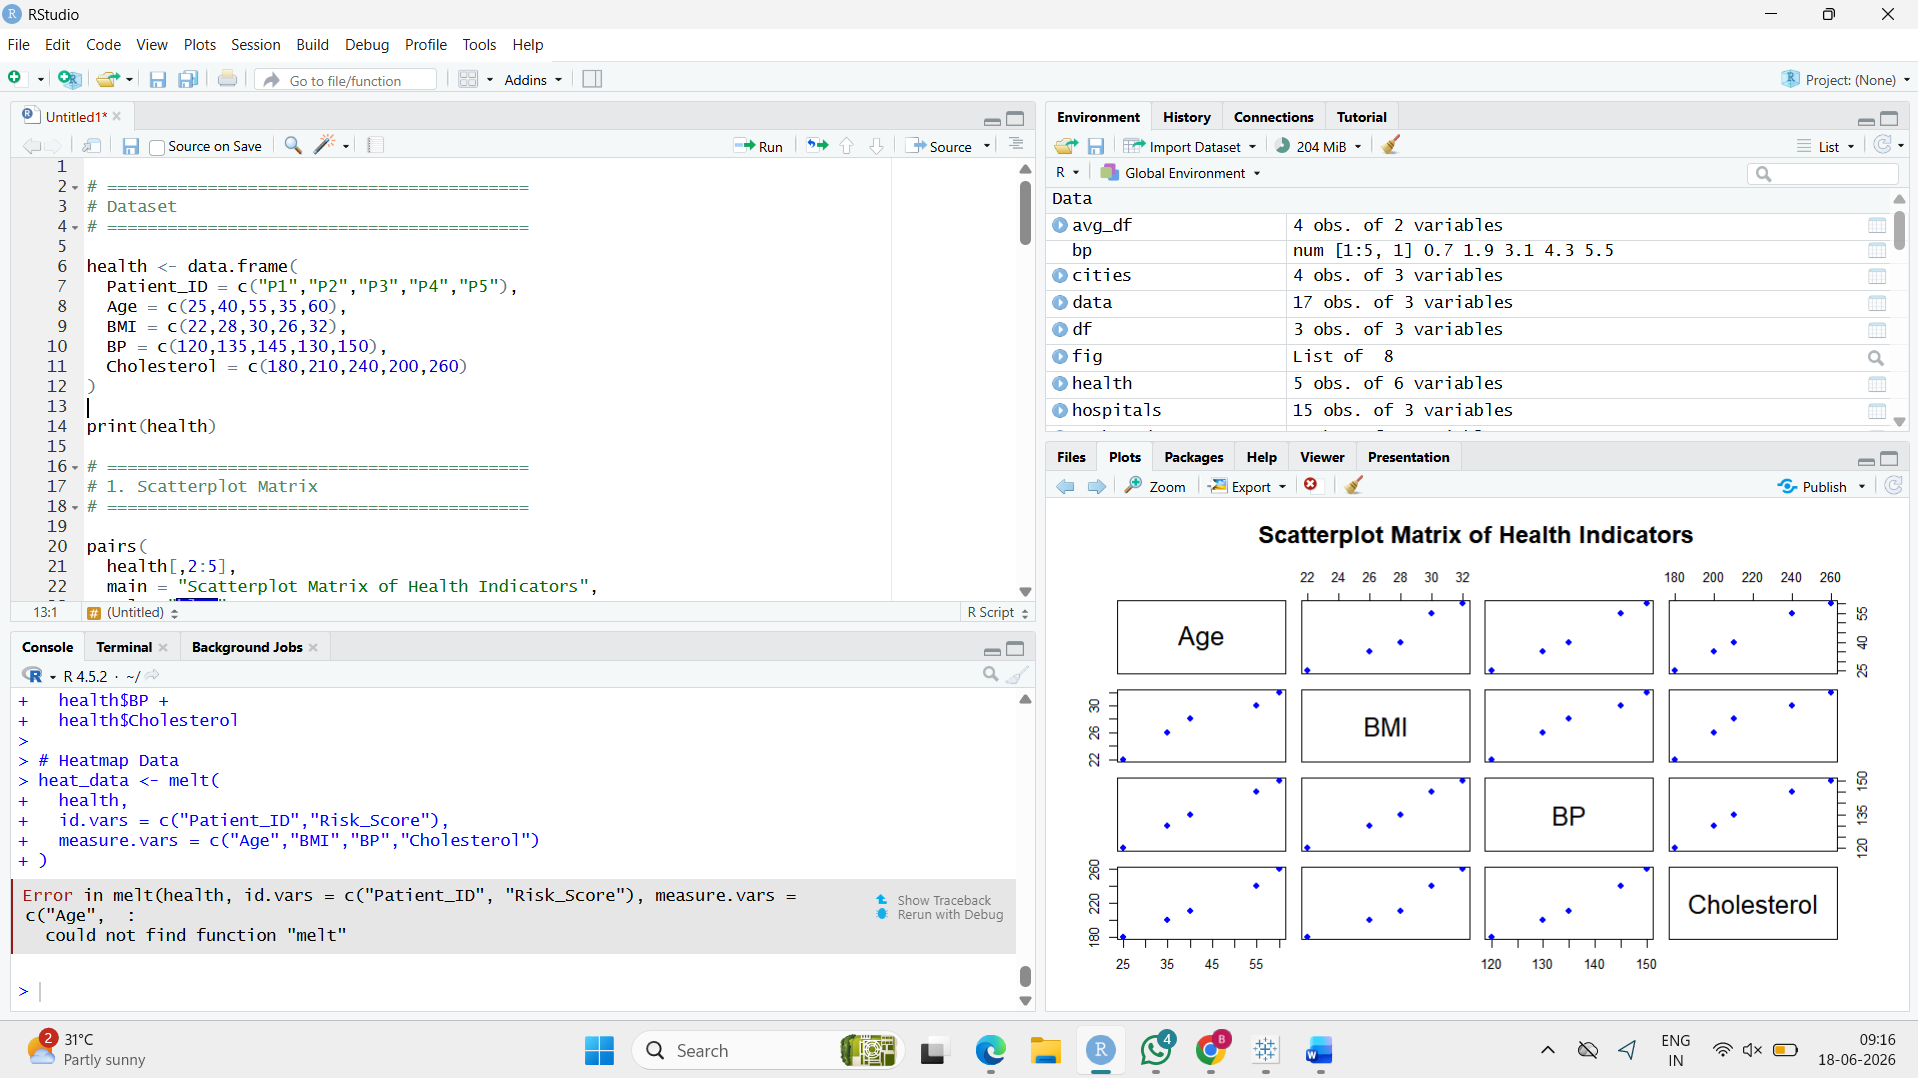 RStudio
File Edit Code View Plots Session Build Debug Profile Tools Help
Go to file/function
Addins
Project: (None)
Untitled1*
Source on Save
Run
Source
1
2 # ==========================================
3 # Dataset
4 # ==========================================
5
6 health <- data.frame(
7 Patient_ID = c("P1","P2","P3","P4","P5"),
8 Age = c(25,40,55,35,60),
9 BMI = c(22,28,30,26,32),
10 BP = c(120,135,145,130,150),
11 Cholesterol = c(180,210,240,200,260)
12 )
13
14 print(health)
15
16 # ==========================================
17 # 1. Scatterplot Matrix
18 # ==========================================
19
20 pairs(
21 health[,2:5],
22 main = "Scatterplot Matrix of Health Indicators",
13:1 # (Untitled) R Script
Console Terminal Background Jobs
R R 4.5.2 · ~/
+ health$BP +
+ health$Cholesterol
>
> # Heatmap Data
> heat_data <- melt(
+ health,
+ id.vars = c("Patient_ID","Risk_Score"),
+ measure.vars = c("Age","BMI","BP","Cholesterol")
+ )
Error in melt(health, id.vars = c("Patient_ID", "Risk_Score"), measure.vars =
c("Age", :
could not find function "melt"
Show Traceback
Rerun with Debug
>
Environment History Connections Tutorial
Import Dataset 204 MiB List
R Global Environment
Data
avg_df 4 obs. of 2 variables
bp num [1:5, 1] 0.7 1.9 3.1 4.3 5.5
cities 4 obs. of 3 variables
data 17 obs. of 3 variables
df 3 obs. of 3 variables
fig List of 8
health 5 obs. of 6 variables
hospitals 15 obs. of 3 variables
Files Plots Packages Help Viewer Presentation
Zoom Export Publish
Scatterplot Matrix of Health Indicators
22 24 26 28 30 32 180 200 220 240 260
Age
25 40 55
BMI
22 26 30
BP
120 135 150
Cholesterol
180 220 260
25 35 45 55 120 130 140 150
2
31°C
Partly sunny
Search
R
4
B
W
ENG
IN
09:16
18-06-2026